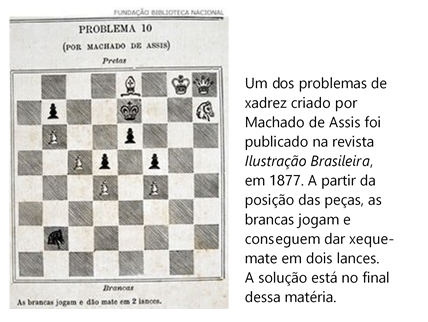 FUNDAÇÃO BIBLIOTECA NACIONAL
PROBLEMA 10
(POR MACHADO DE ASSIS)
Pretas
Brancas
As brancas jogam e dão mate em 2 lances.
Um dos problemas de
xadrez criado por
Machado de Assis foi
publicado na revista
Ilustração Brasileira,
em 1877. A partir da
posição das peças, as
brancas jogam e
conseguem dar xeque-
mate em dois lances.
A solução está no final
dessa matéria.